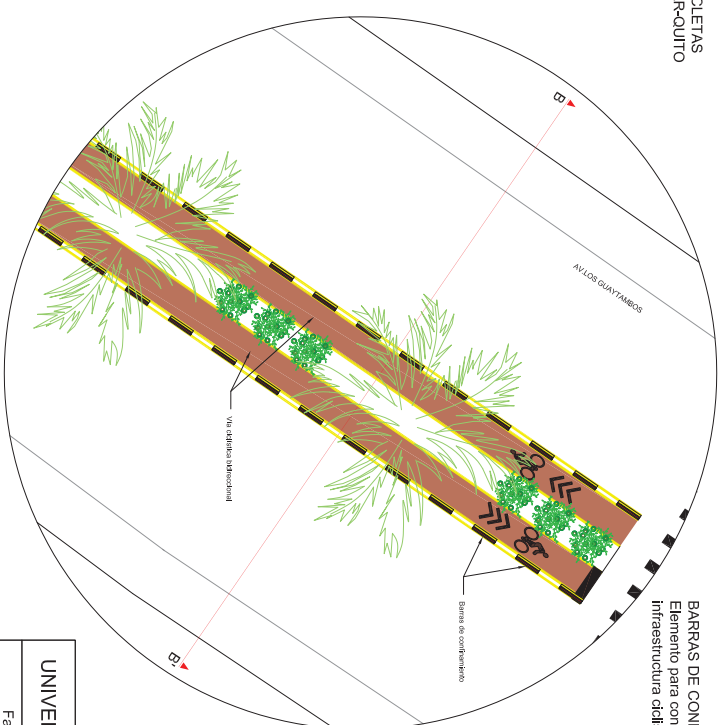 CLETAS
R-QUITO
B
AV.LOS GUAYTAMBOS
Vía ciclística bidireccional
Barras de confinamiento
B'
BARRAS DE CON
Elemento para con
infraestructura cicli
UNIVE
Fa